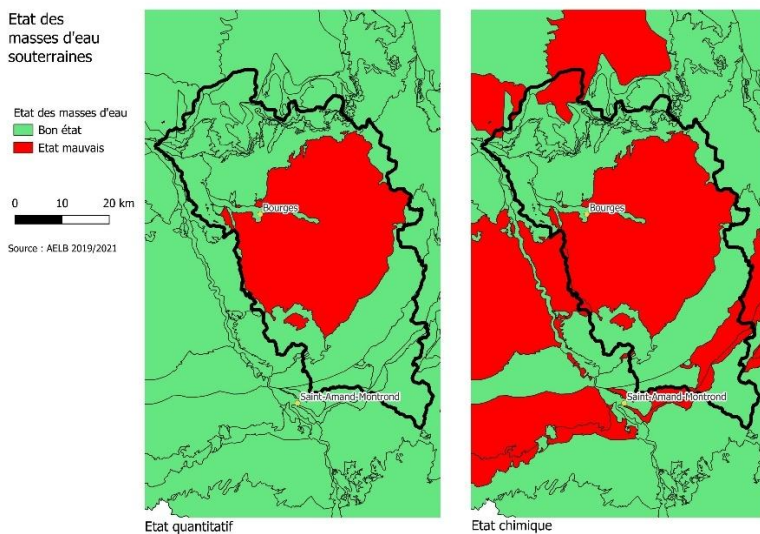 Etat des
masses d'eau
souterraines
Etat des masses d'eau
Bon état
Etat mauvais
0 10 20 km
Source : AELB 2019/2021
Bourges
Saint-Amand-Montrond
Etat quantitatif
Bourges
Saint-Amand-Montrond
Etat chimique